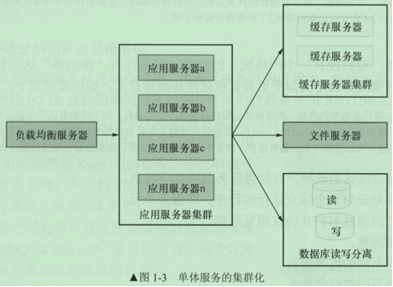 负载均衡服务器
应用服务器a
应用服务器b
应用服务器c
应用服务器n
应用服务器集群
缓存服务器
缓存服务器
缓存服务器集群
文件服务器
读
写
数据库读写分离
▲图 1-3 单体服务的集群化